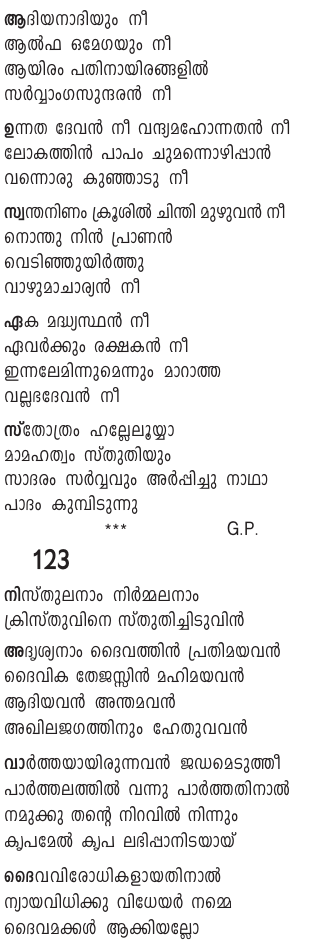 ആദിയനാദിയും നീ
ആൽഫ ഒമേഗയും നീ
ആയിരം പതിനായിരങ്ങളിൽ
സർവ്വാംഗസുന്ദരൻ നീ
ഉന്നത ദേവൻ നീ വന്ദ്യമഹോന്നതൻ നീ
ലോകത്തിൻ പാപം ചുമന്നൊഴിപ്പാൻ
വന്നൊരു കുഞ്ഞാടു നീ
സ്വന്തനിണം ക്രൂശിൽ ചിന്തി മുഴുവൻ നീ
നൊന്തു നിൻ പ്രാണൻ
വെടിഞ്ഞുയിർത്തു
വാഴുമാചാര്യൻ നീ
ഏക മദ്ധ്യസ്ഥൻ നീ
ഏവർക്കും രക്ഷകൻ നീ
ഇന്നലേമിന്നുമെന്നും മാറാത്ത
വല്ലഭദേവൻ നീ
സ്തോത്രം ഹല്ലേലൂയ്യാ
മാമഹത്വം സ്തുതിയും
സാദരം സർവ്വവും അർപ്പിച്ചു നാഥാ
പാദം കുമ്പിടുന്നു
*** G.P.
123
നിസ്തുലനാം നിർമ്മലനാം
ക്രിസ്തുവിനെ സ്തുതിച്ചിടുവിൻ
അദൃശ്യനാം ദൈവത്തിൻ പ്രതിമയവൻ
ദൈവിക തേജസ്സിൻ മഹിമയവൻ
ആദിയവൻ അന്തമവൻ
അഖിലജഗത്തിനും ഹേതുവവൻ
വാർത്തയായിരുന്നവൻ ജഡമെടുത്തീ
പാർത്തലത്തിൽ വന്നു പാർത്തതിനാൽ
നമുക്കു തന്റെ നിറവിൽ നിന്നും
കൃപമേൽ കൃപ ലഭിപ്പാനിടയായ്
ദൈവവിരോധികളായതിനാൽ
ന്യായവിധിക്കു വിധേയർ നമ്മെ
ദൈവമക്കൾ ആക്കിയല്ലോ